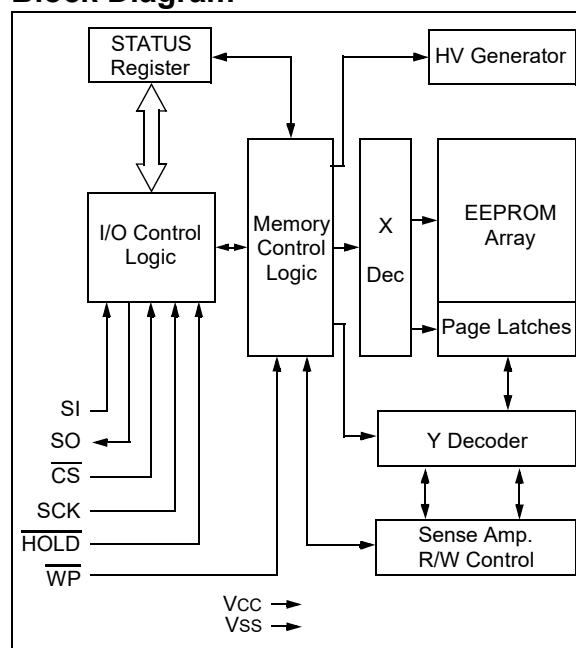 Block Diagram
STATUS
Register
HV Generator
I/O Control
Logic
Memory
Control
Logic
X
Dec
EEPROM
Array
Page Latches
SI
SO
CS
SCK
HOLD
WP
Y Decoder
Sense Amp.
R/W Control
VCC
VSS